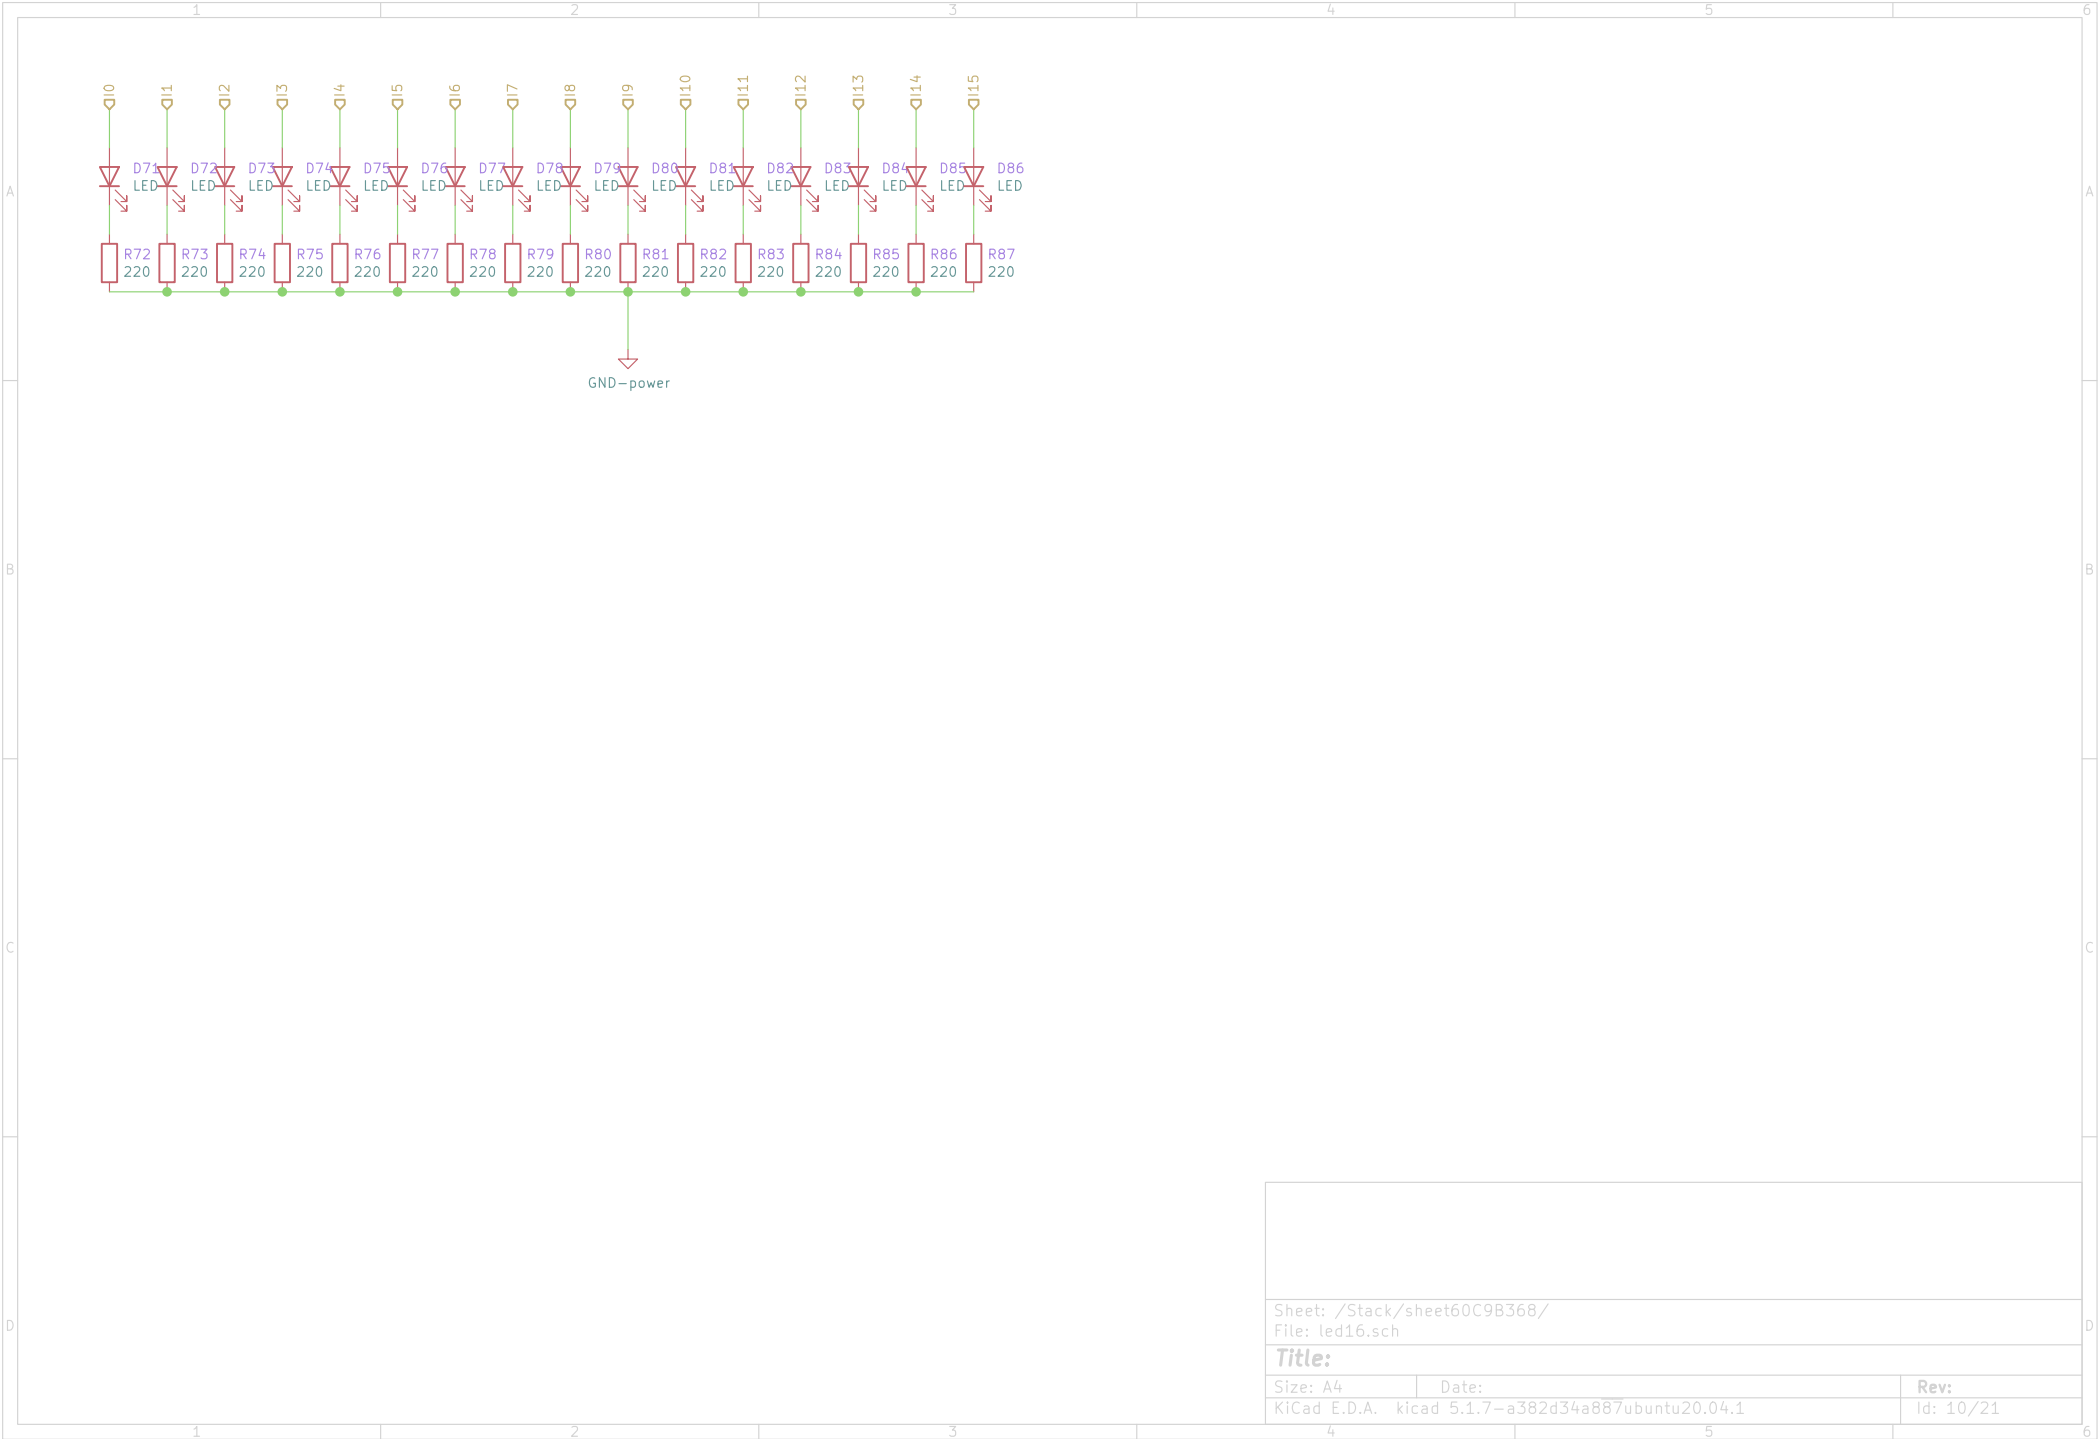 1 2 3 4 5 6
I0 I1 I2 I3 I4 I5 I6 I7 I8 I9 I10 I11 I12 I13 I14 I15
D71 D72 D73 D74 D75 D76 D77 D78 D79 D80 D81 D82 D83 D84 D85 D86
LED LED LED LED LED LED LED LED LED LED LED LED LED LED LED LED
A A
R72 R73 R74 R75 R76 R77 R78 R79 R80 R81 R82 R83 R84 R85 R86 R87
220 220 220 220 220 220 220 220 220 220 220 220 220 220 220 220
GND-power
B B
C C
Sheet: /Stack/sheet60C9B368/
File: led16.sch
D D
Title:
Size: A4 Date: Rev:
KiCad E.D.A. kicad 5.1.7-a382d34a887ubuntu20.04.1 Id: 10/21
1 2 3 4 5 6